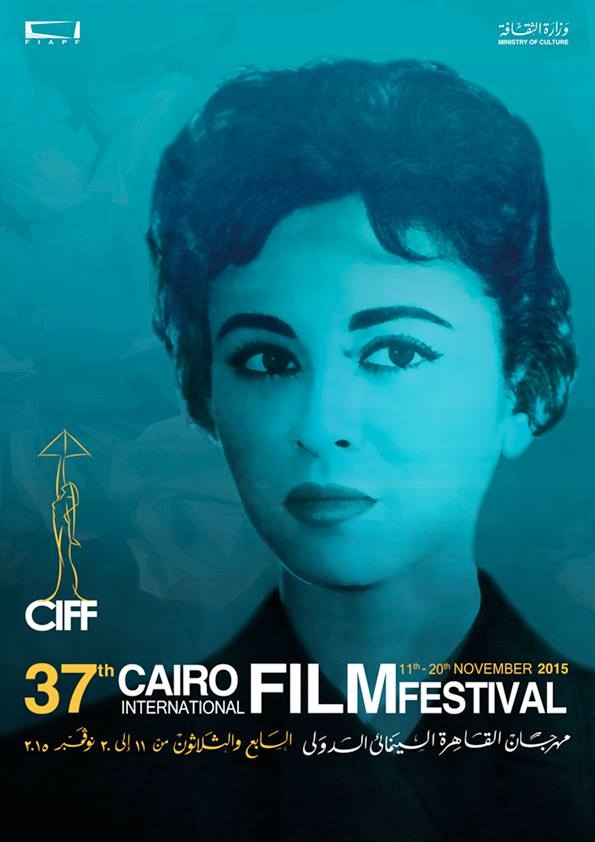 FIAPF
وزارة الثقافة
MINISTRY OF CULTURE
CIFF
11th - 20th NOVEMBER 2015
37th CAIRO INTERNATIONAL FILM FESTIVAL
مهرجان القاهرة السينمائى الدولى السابع والثلاثون من ١١ إلى ٢٠ نوفمبر ٢٠١٥